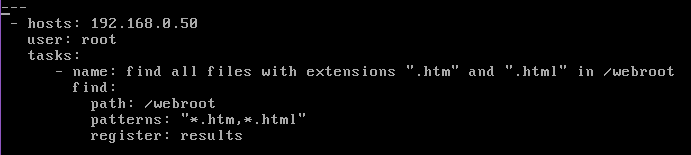 ---
 - hosts: 192.168.0.50
   user: root
   tasks:
      - name: find all files with extensions ".htm" and ".html" in /webroot
        find:
          path: /webroot
          patterns: "*.htm,*.html"
          register: results